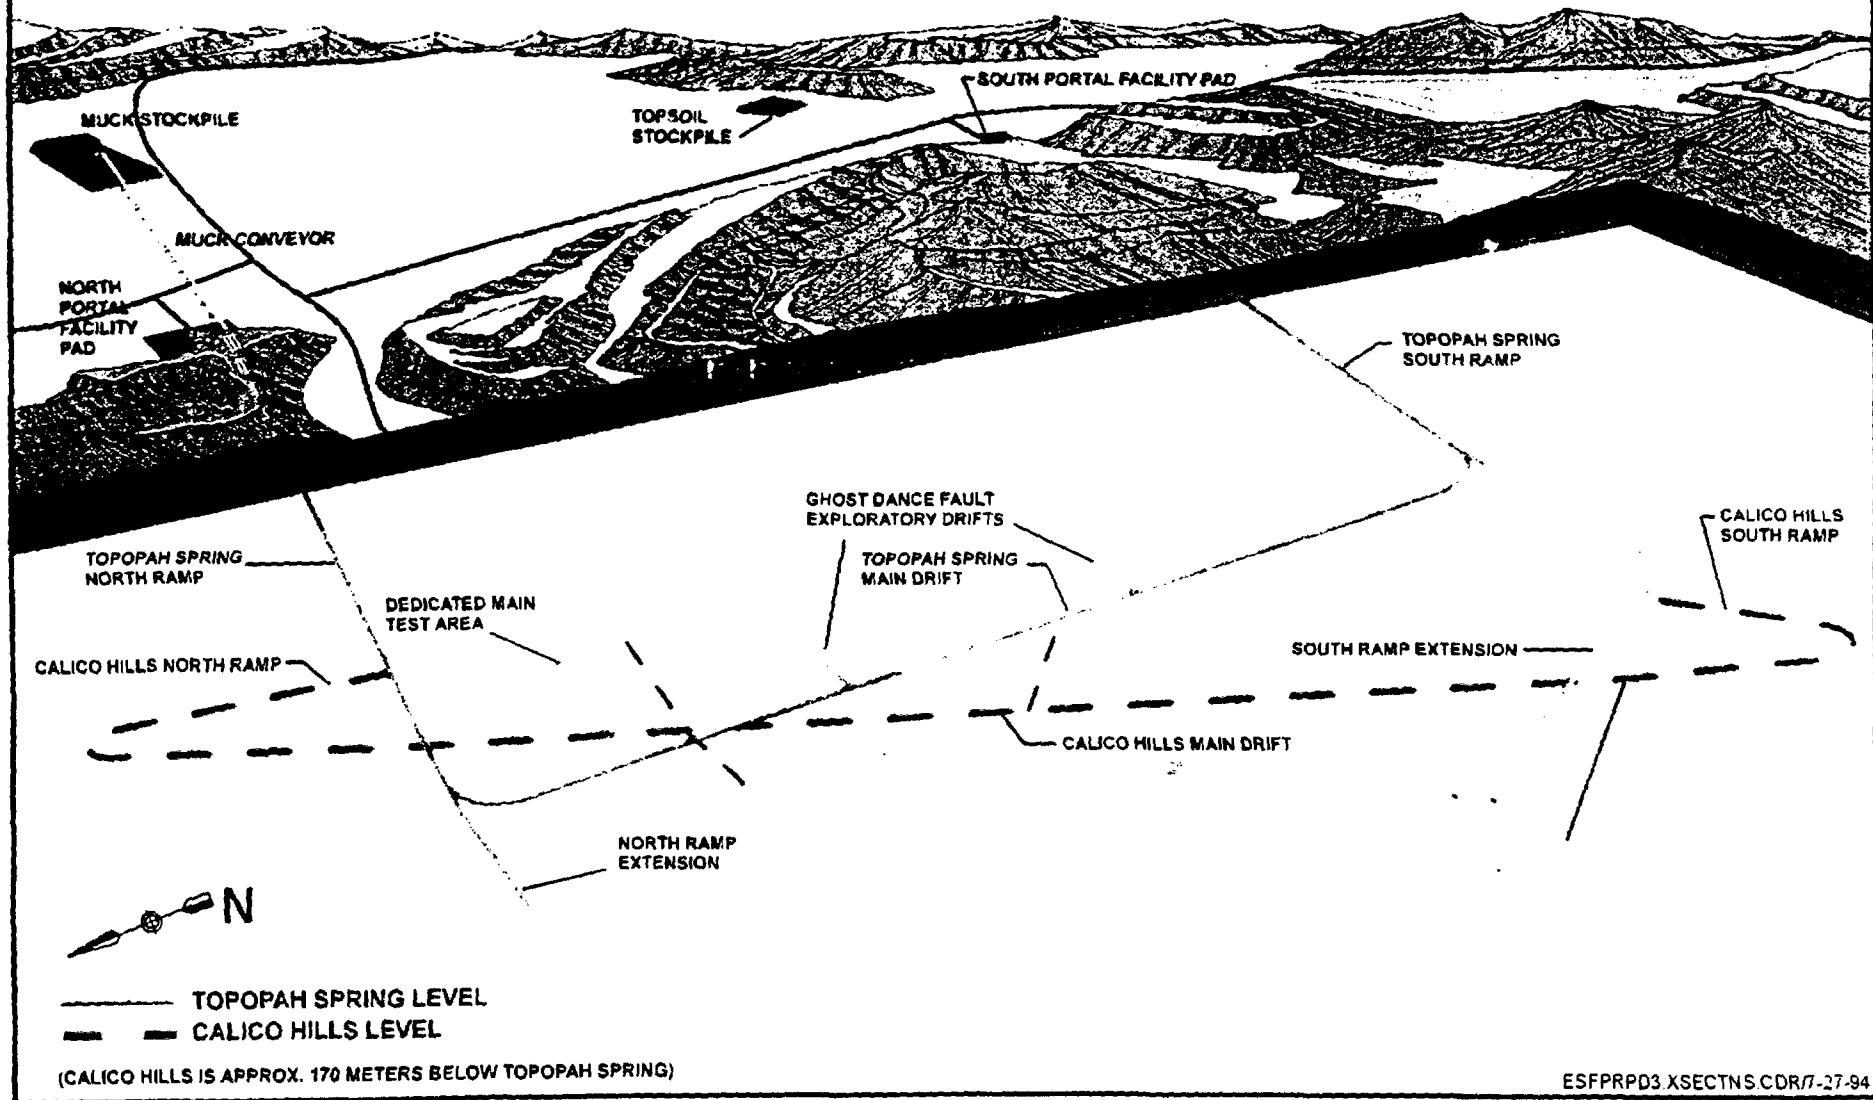 SOUTH PORTAL FACILITY PAD
MUCK STOCKPILE
TOPSOIL
STOCKPILE
MUCK CONVEYOR
NORTH
PORTAL
FACILITY
PAD
TOPOPAH SPRING
SOUTH RAMP
GHOST DANCE FAULT
EXPLORATORY DRIFTS
CALICO HILLS
SOUTH RAMP
TOPOPAH SPRING
NORTH RAMP
TOPOPAH SPRING
MAIN DRIFT
DEDICATED MAIN
TEST AREA
CALICO HILLS NORTH RAMP
SOUTH RAMP EXTENSION
CALICO HILLS MAIN DRIFT
NORTH RAMP
EXTENSION
N
TOPOPAH SPRING LEVEL
CALICO HILLS LEVEL
(CALICO HILLS IS APPROX. 170 METERS BELOW TOPOPAH SPRING)
ESFPRPD3.XSECTNS.CDR/7-27-94